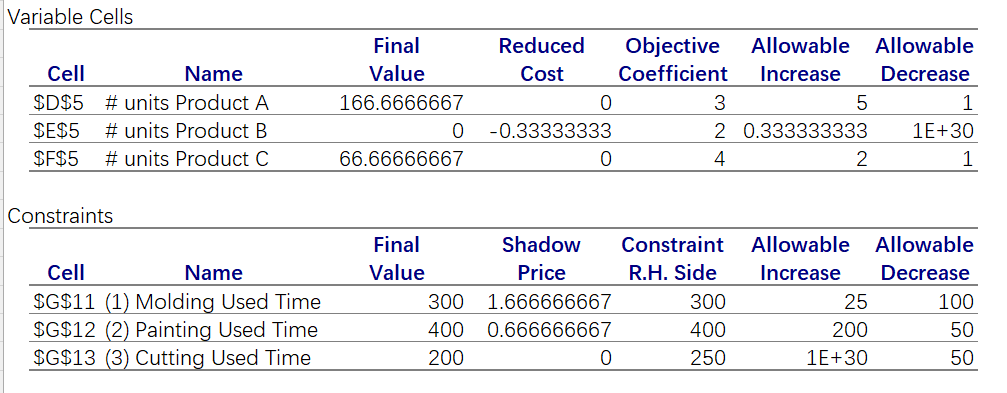 Variable Cells
Final Reduced Objective Allowable Allowable
Cell Name Value Cost Coefficient Increase Decrease
$D$5 # units Product A 166.6666667 0 3 5 1
$E$5 # units Product B 0 -0.33333333 2 0.333333333 1E+30
$F$5 # units Product C 66.66666667 0 4 2 1
Constraints
Final Shadow Constraint Allowable Allowable
Cell Name Value Price R.H. Side Increase Decrease
$G$11 (1) Molding Used Time 300 1.666666667 300 25 100
$G$12 (2) Painting Used Time 400 0.666666667 400 200 50
$G$13 (3) Cutting Used Time 200 0 250 1E+30 50